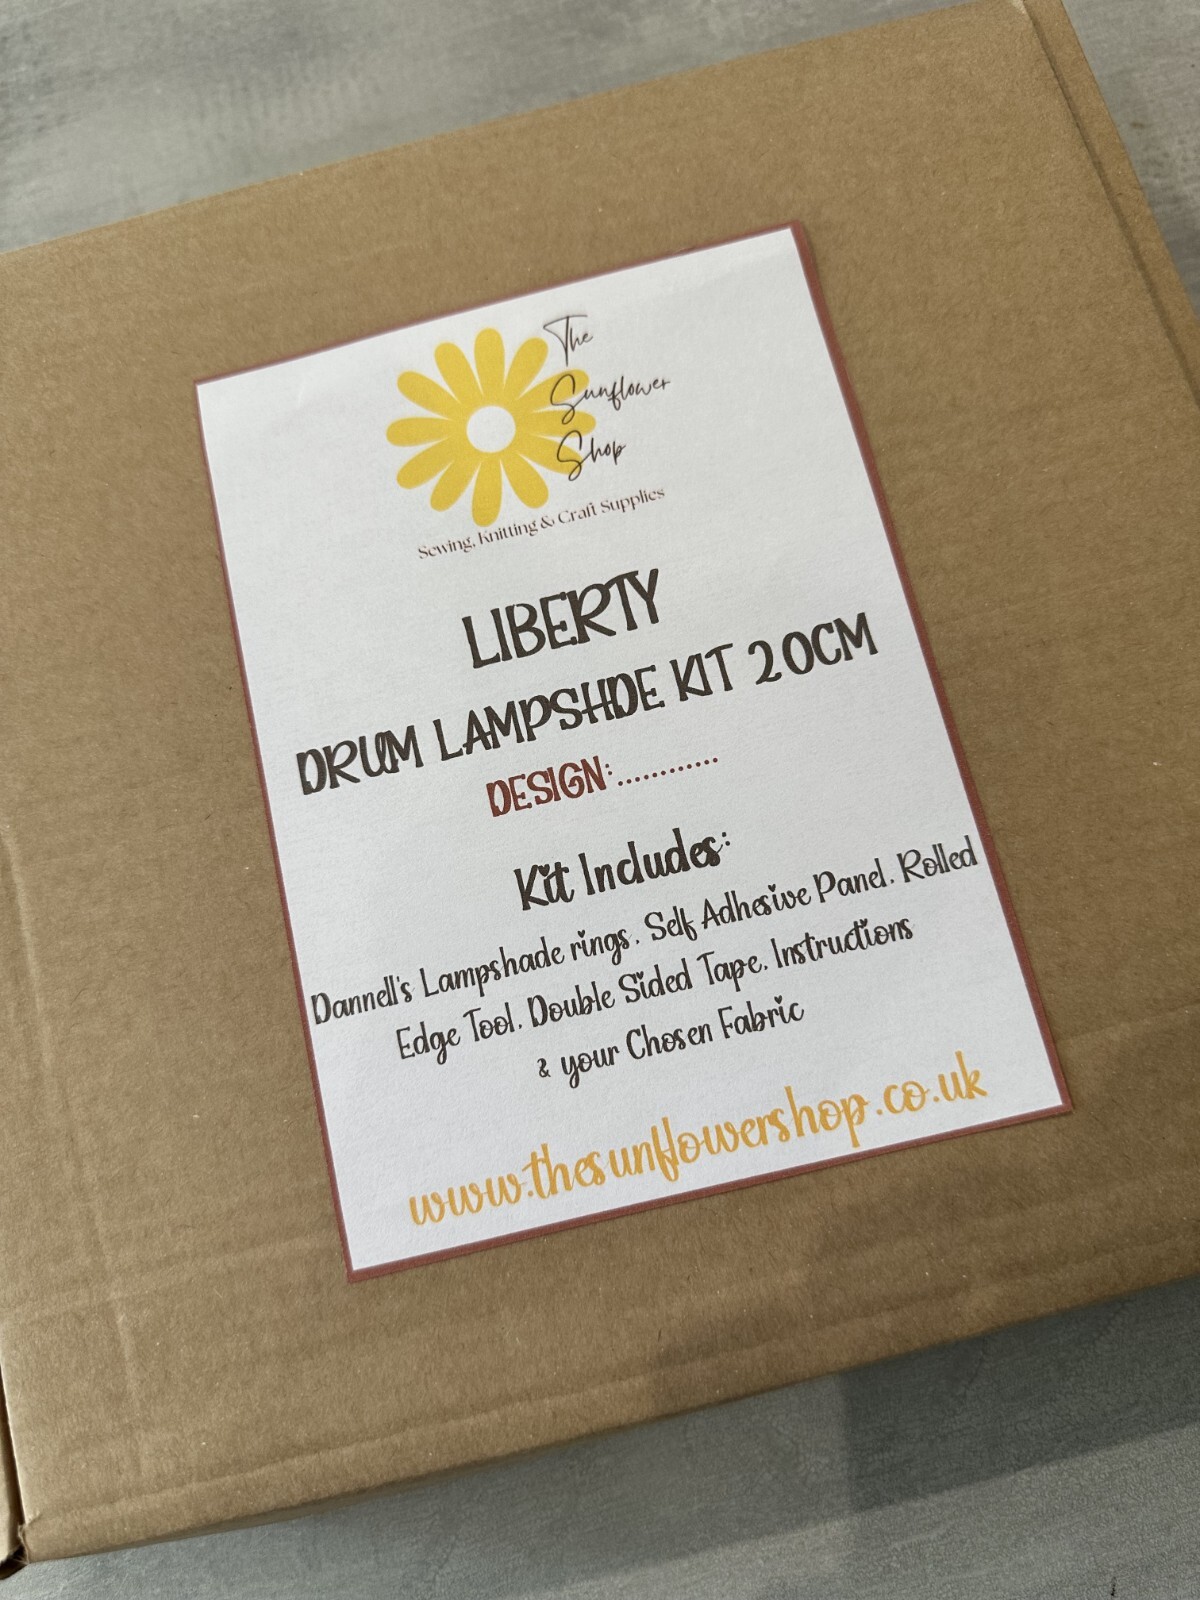 The
Sunflower
Shop
Sewing, Knitting & Craft Supplies
LIBERTY
DRUM LAMPSHDE KIT 20CM
DESIGN:............
Kit Includes:
Dannell's Lampshade rings, Self Adhesive Panel, Rolled
Edge Tool, Double Sided Tape, Instructions
& your Chosen Fabric
www.thesunflowershop.co.uk